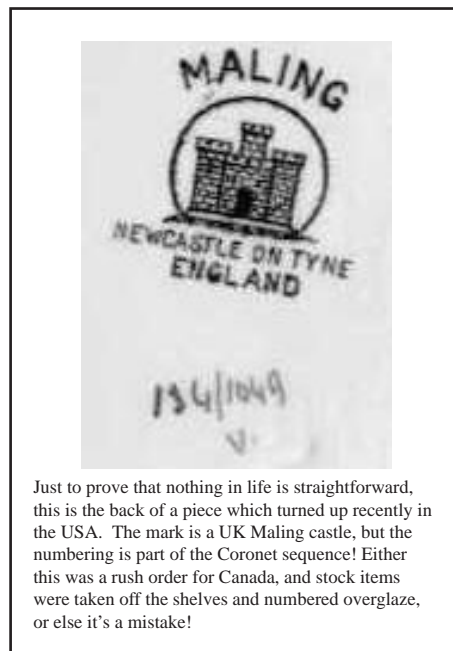 MALING
NEWCASTLE ON TYNE
ENGLAND
134/1049
v.
Just to prove that nothing in life is straightforward,
this is the back of a piece which turned up recently in
the USA.  The mark is a UK Maling castle, but the
numbering is part of the Coronet sequence! Either
this was a rush order for Canada, and stock items
were taken off the shelves and numbered overglaze,
or else it's a mistake!